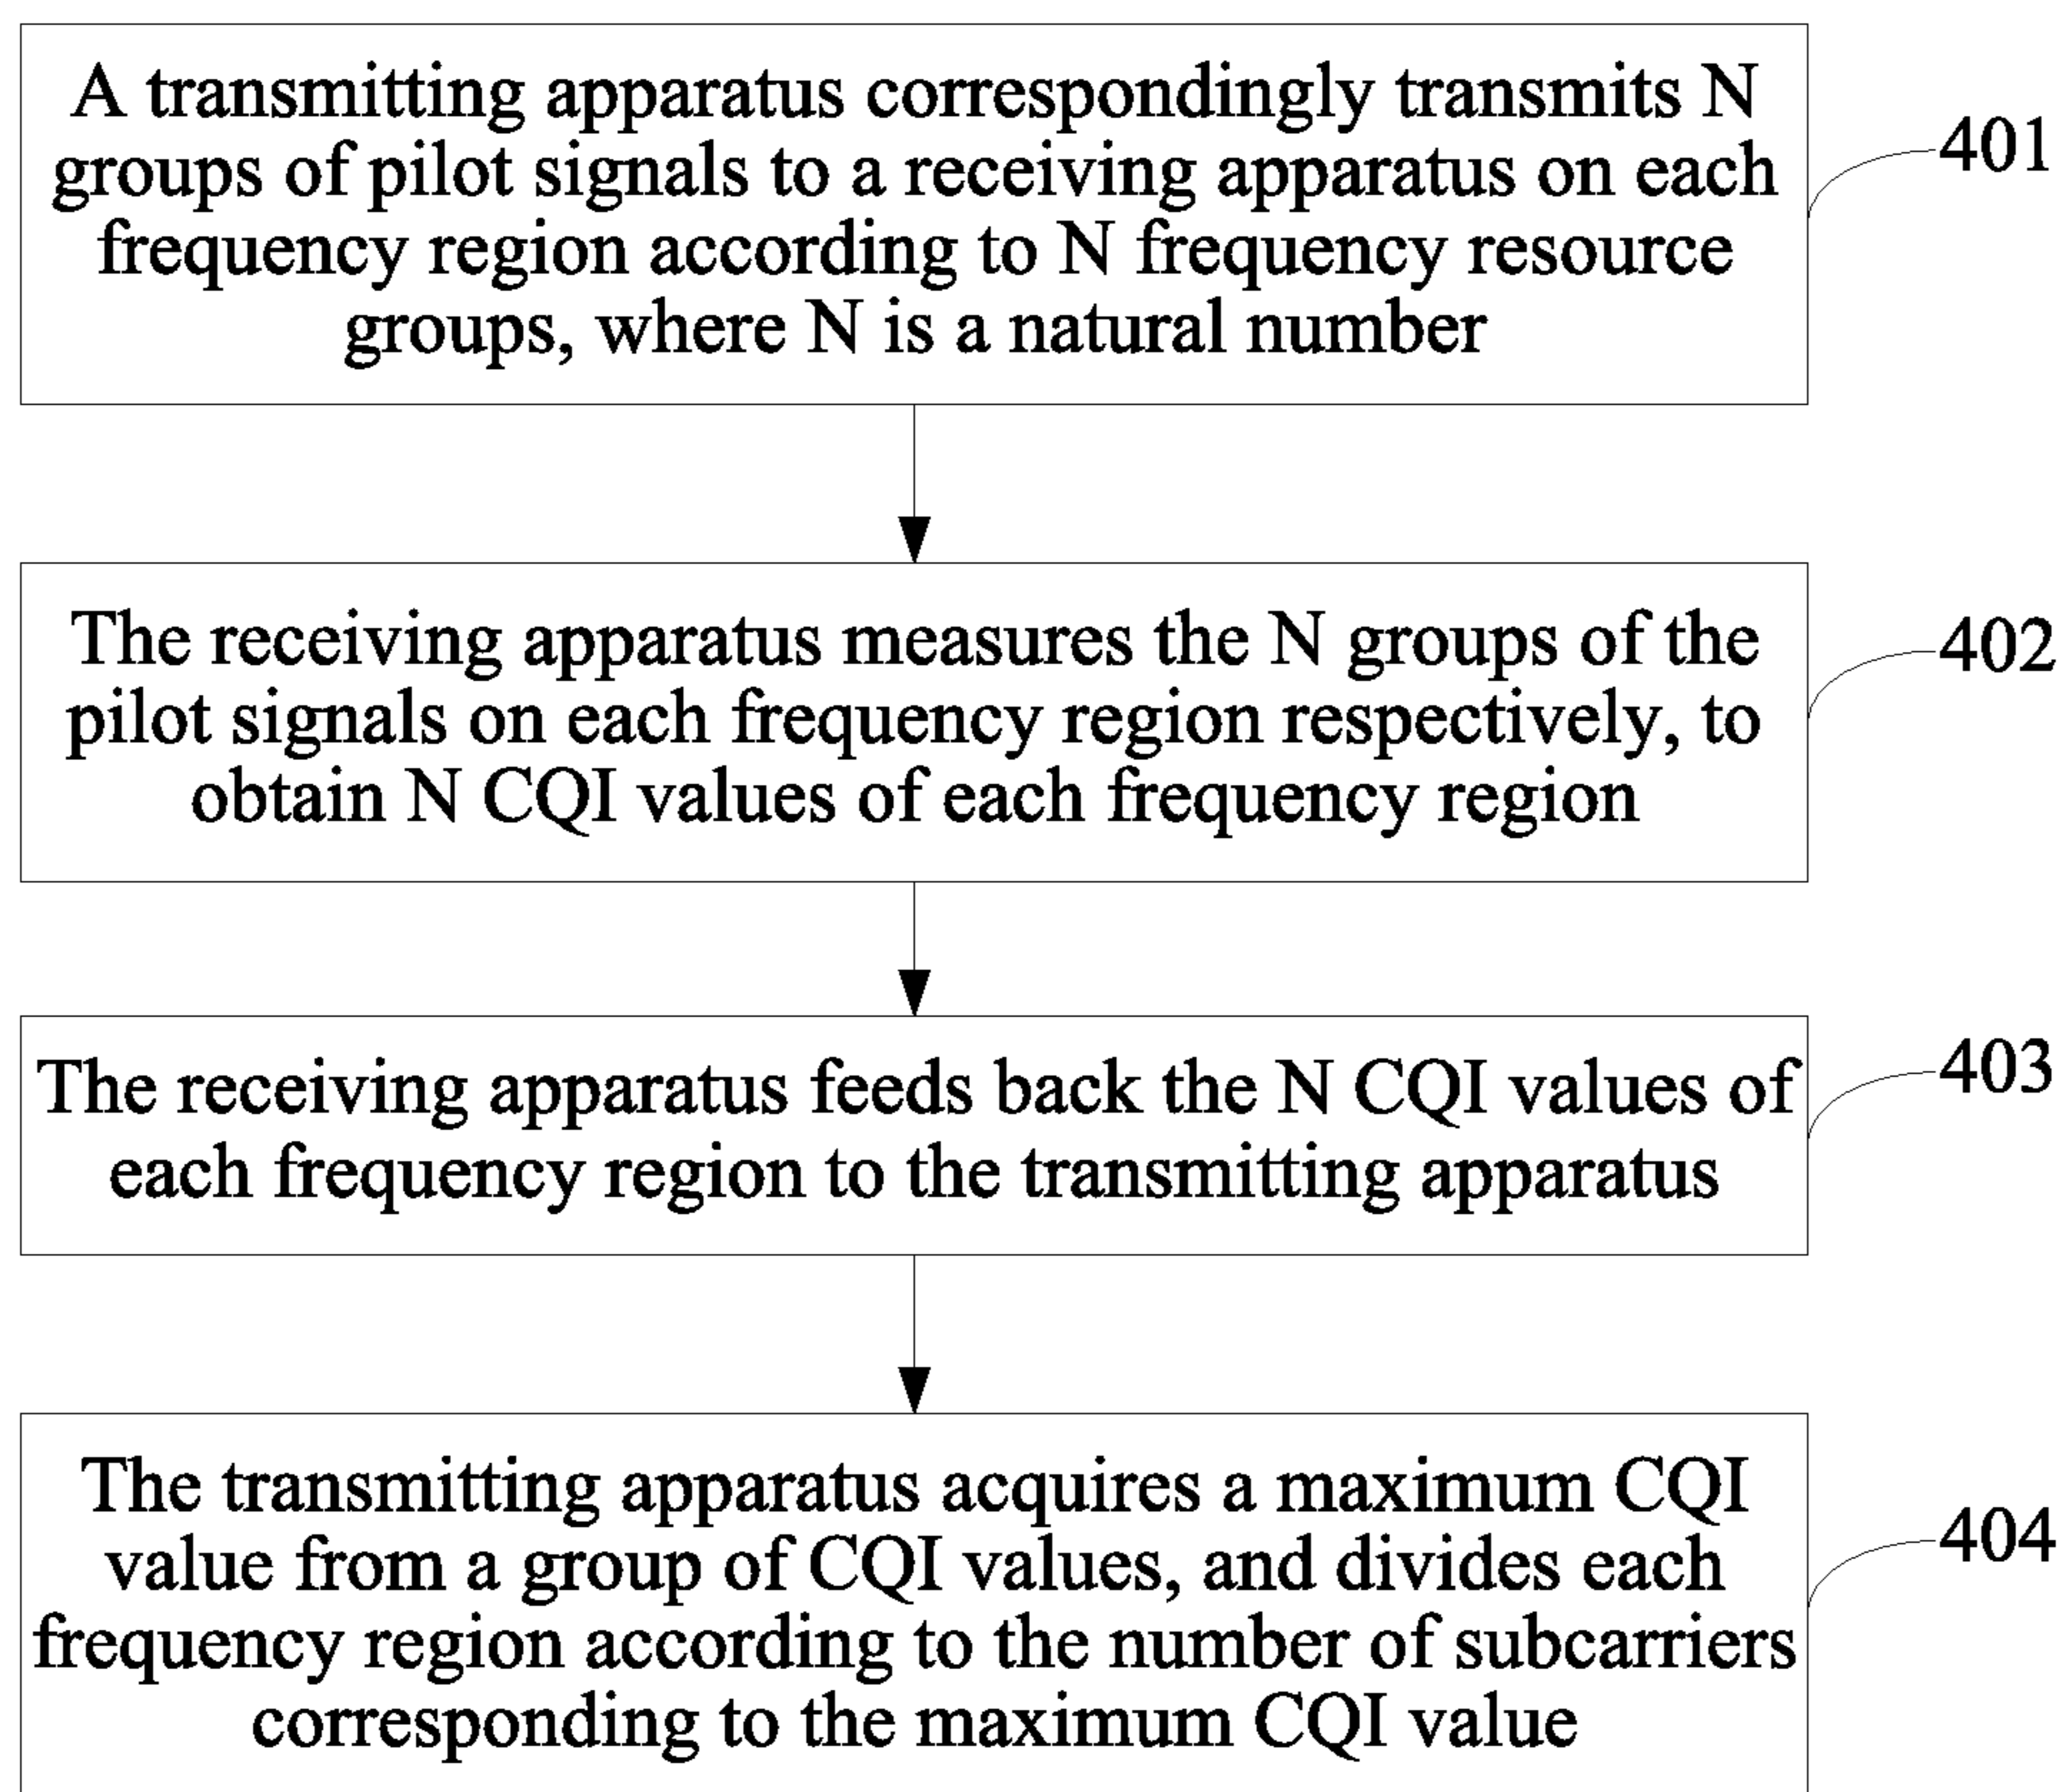 A transmitting apparatus correspondingly transmits N
groups of pilot signals to a receiving apparatus on each
frequency region according to N frequency resource
groups, where N is a natural number
401
The receiving apparatus measures the N groups of the
pilot signals on each frequency region respectively, to
obtain N CQI values of each frequency region
402
The receiving apparatus feeds back the N CQI values of
each frequency region to the transmitting apparatus
403
The transmitting apparatus acquires a maximum CQI
value from a group of CQI values, and divides each
frequency region according to the number of subcarriers
corresponding to the maximum CQI value
404